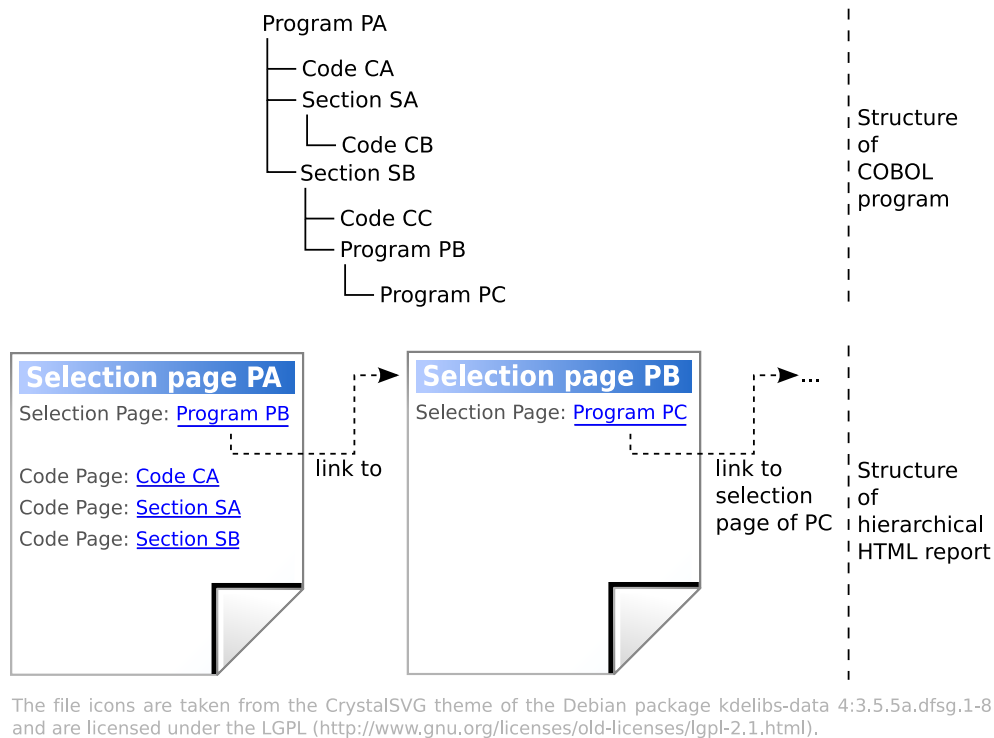 Program PA
Code CA
Section SA
Code CB
Section SB
Code CC
Program PB
Program PC
Structure
of
COBOL
program
Selection page PA
Selection Page: Program PB
link to
Code Page: Code CA
Code Page: Section SA
Code Page: Section SB
Selection page PB
Selection Page: Program PC
...
link to
selection
page of PC
Structure
of
hierarchical
HTML report
The file icons are taken from the CrystalSVG theme of the Debian package kdelibs-data 4:3.5.5a.dfsg.1-8
and are licensed under the LGPL (http://www.gnu.org/licenses/old-licenses/lgpl-2.1.html).